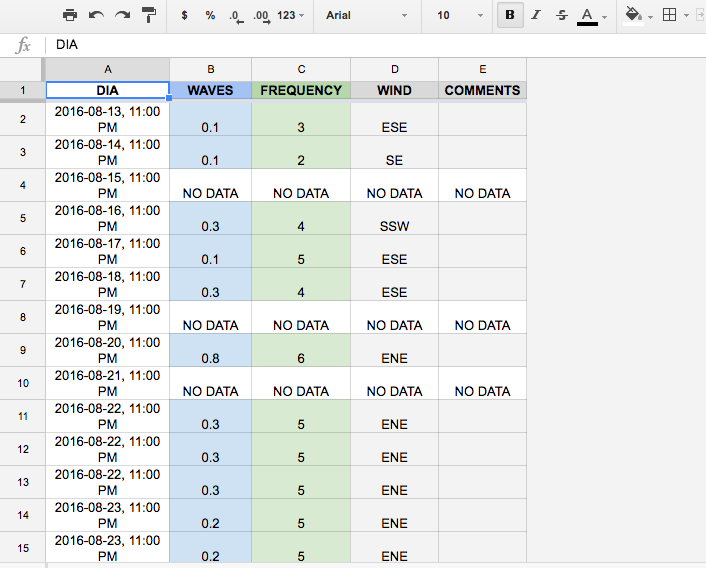 $ % .0 .00 123 Arial 10 B I S A
fx DIA
A B C D E
1 DIA WAVES FREQUENCY WIND COMMENTS
2 2016-08-13, 11:00
PM 0.1 3 ESE
3 2016-08-14, 11:00
PM 0.1 2 SE
4 2016-08-15, 11:00
PM NO DATA NO DATA NO DATA NO DATA
5 2016-08-16, 11:00
PM 0.3 4 SSW
6 2016-08-17, 11:00
PM 0.1 5 ESE
7 2016-08-18, 11:00
PM 0.3 4 ESE
8 2016-08-19, 11:00
PM NO DATA NO DATA NO DATA NO DATA
9 2016-08-20, 11:00
PM 0.8 6 ENE
10 2016-08-21, 11:00
PM NO DATA NO DATA NO DATA NO DATA
11 2016-08-22, 11:00
PM 0.3 5 ENE
12 2016-08-22, 11:00
PM 0.3 5 ENE
13 2016-08-22, 11:00
PM 0.3 5 ENE
14 2016-08-23, 11:00
PM 0.2 5 ENE
15 2016-08-23, 11:00
PM 0.2 5 ENE